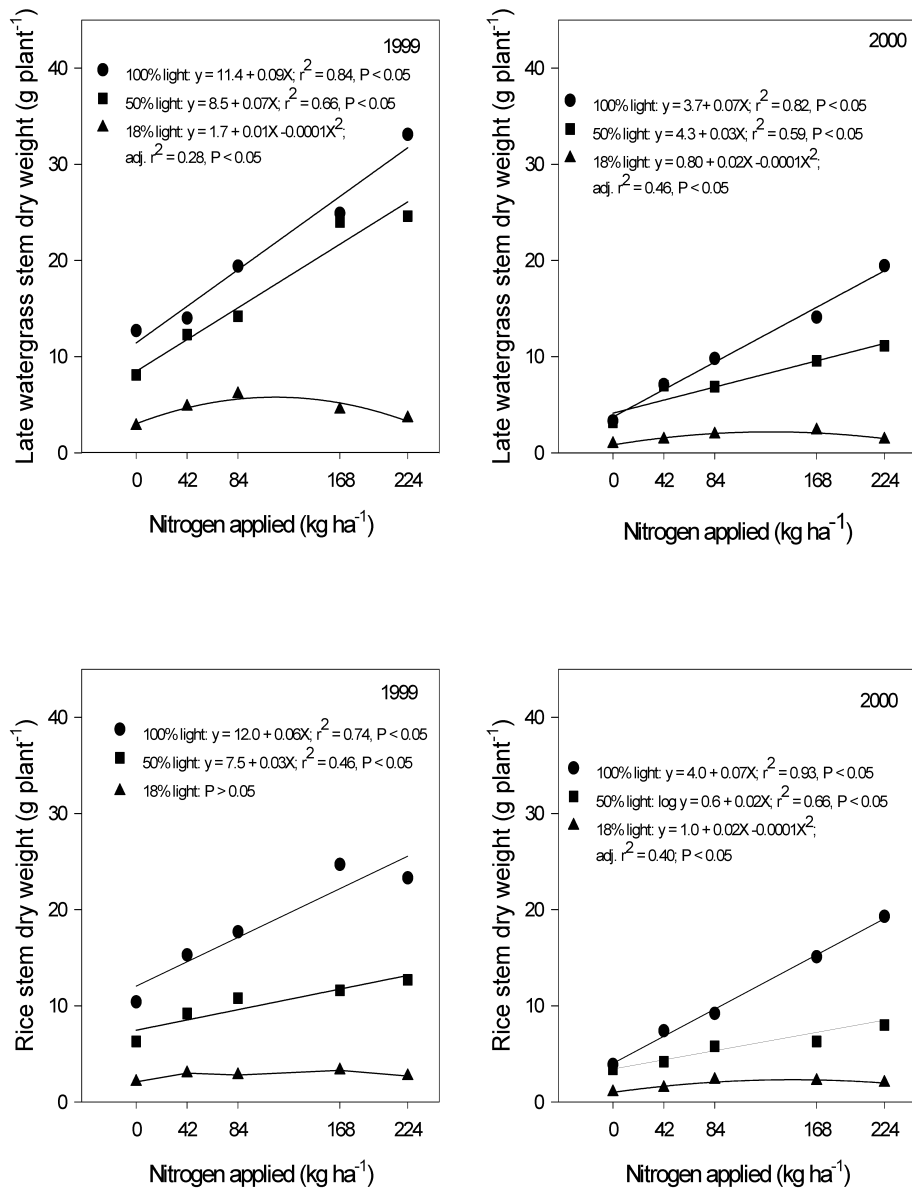 1999
100% light: y = 11.4 + 0.09X; r² = 0.84, P < 0.05
50% light: y = 8.5 + 0.07X; r² = 0.66, P < 0.05
18% light: y = 1.7 + 0.01X -0.0001X²;
adj. r² = 0.28, P < 0.05
Late watergrass stem dry weight (g plant⁻¹)
40
30
20
10
0
0 42 84 168 224
Nitrogen applied (kg ha⁻¹)
2000
100% light: y = 3.7+ 0.07X; r² = 0.82, P < 0.05
50% light: y = 4.3 + 0.03X; r² = 0.59, P < 0.05
18% light: y = 0.80 + 0.02X -0.0001X²;
adj. r² = 0.46, P < 0.05
Late watergrass stem dry weight (g plant⁻¹)
40
30
20
10
0
0 42 84 168 224
Nitrogen applied (kg ha⁻¹)
1999
100% light: y = 12.0 + 0.06X; r² = 0.74, P < 0.05
50% light: y = 7.5 + 0.03X; r² = 0.46, P < 0.05
18% light: P > 0.05
Rice stem dry weight (g plant⁻¹)
40
30
20
10
0
0 42 84 168 224
Nitrogen applied (kg ha⁻¹)
2000
100% light: y = 4.0 + 0.07X; r² = 0.93, P < 0.05
50% light: log y = 0.6 + 0.02X; r² = 0.66, P < 0.05
18% light: y = 1.0 + 0.02X -0.0001X²;
adj. r² = 0.40; P < 0.05
Rice stem dry weight (g plant⁻¹)
40
30
20
10
0
0 42 84 168 224
Nitrogen applied (kg ha⁻¹)